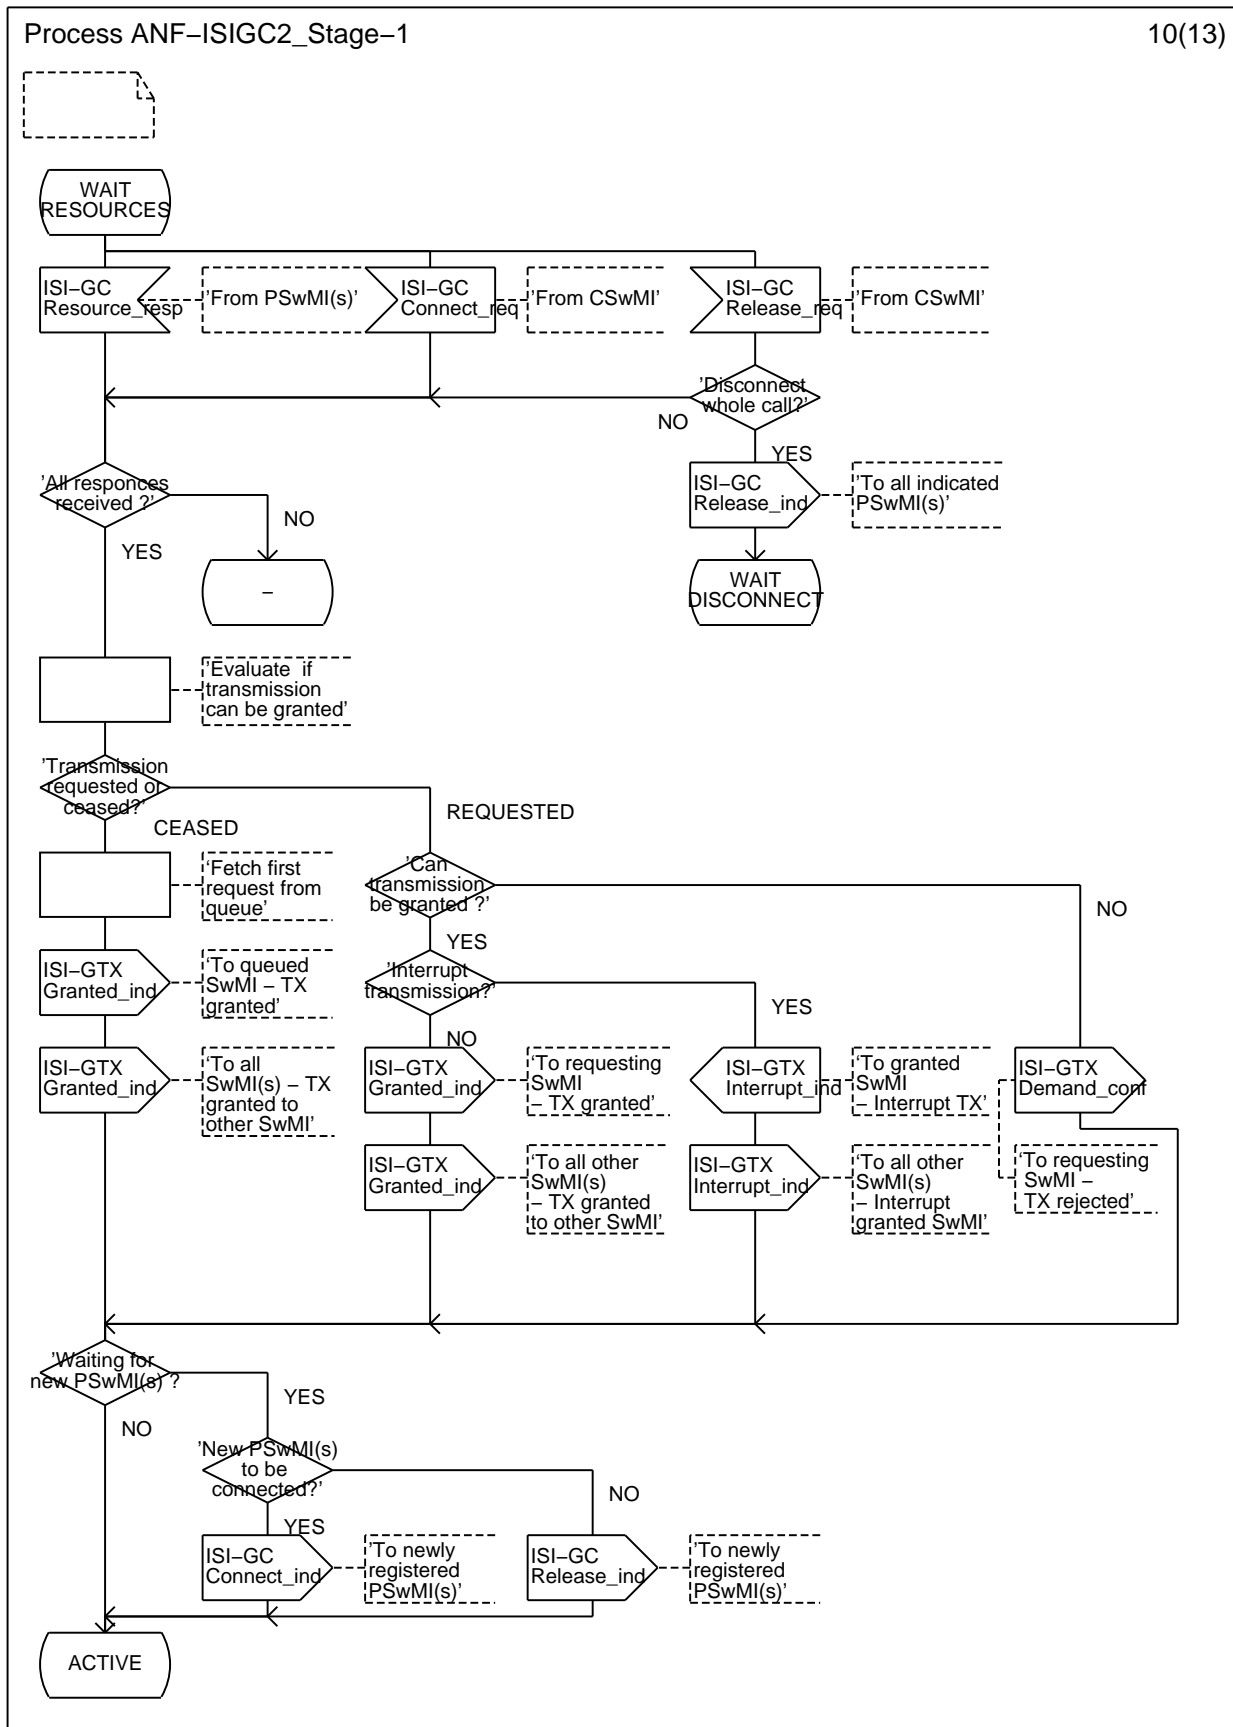 Process ANF−ISIGC2_Stage−1
10(13)
WAIT
RESOURCES
ISI−GC
Resource_resp
'From PSwMI(s)'
ISI−GC
Connect_req
'From CSwMI'
ISI−GC
Release_req
'From CSwMI'
'Disconnect
whole call?'
NO
YES
'All responces
received ?'
NO
YES
ISI−GC
Release_ind
'To all indicated
PSwMI(s)'
−
WAIT
DISCONNECT
'Evaluate  if
transmission
can be granted'
'Transmission
requested or
ceased?'
CEASED
REQUESTED
'Fetch first
request from
queue'
'Can
transmission
be granted ?'
NO
YES
ISI−GTX
Granted_ind
'To queued
SwMI − TX
granted'
'Interrupt
transmission?'
YES
NO
ISI−GTX
Granted_ind
'To all
SwMI(s) − TX
granted to
other SwMI'
ISI−GTX
Granted_ind
'To requesting
SwMI
− TX granted'
ISI−GTX
Interrupt_ind
'To granted
SwMI
− Interrupt TX'
ISI−GTX
Demand_conf
ISI−GTX
Granted_ind
'To all other
SwMI(s)
− TX granted
to other SwMI'
ISI−GTX
Interrupt_ind
'To all other
SwMI(s)
− Interrupt
granted SwMI'
'To requesting
SwMI −
TX rejected'
'Waiting for
new PSwMI(s) ?
YES
NO
'New PSwMI(s)
to be
connected?'
NO
YES
ISI−GC
Connect_ind
'To newly
registered
PSwMI(s)'
ISI−GC
Release_ind
'To newly
registered
PSwMI(s)'
ACTIVE